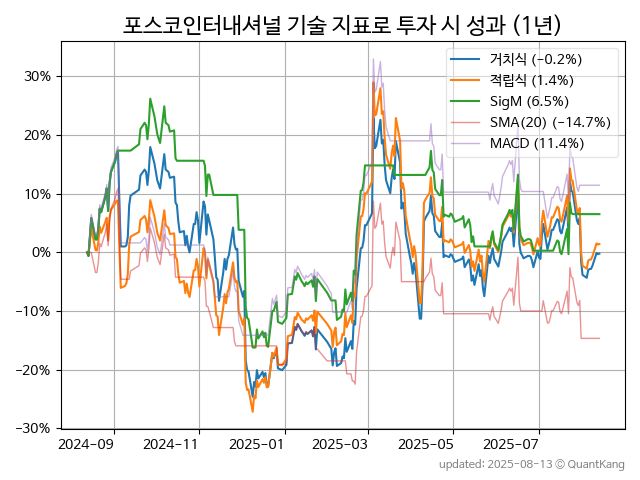 포스코인터내셔널 기술 지표로 투자 시 성과 (1년)
거치식 (−0.2%)
적립식 (1.4%)
SigM (6.5%)
SMA(20) (−14.7%)
MACD (11.4%)
30%
20%
10%
0%
−10%
−20%
−30%
2024-09 2024-11 2025-01 2025-03 2025-05 2025-07
updated: 2025-08-13 © QuantKang